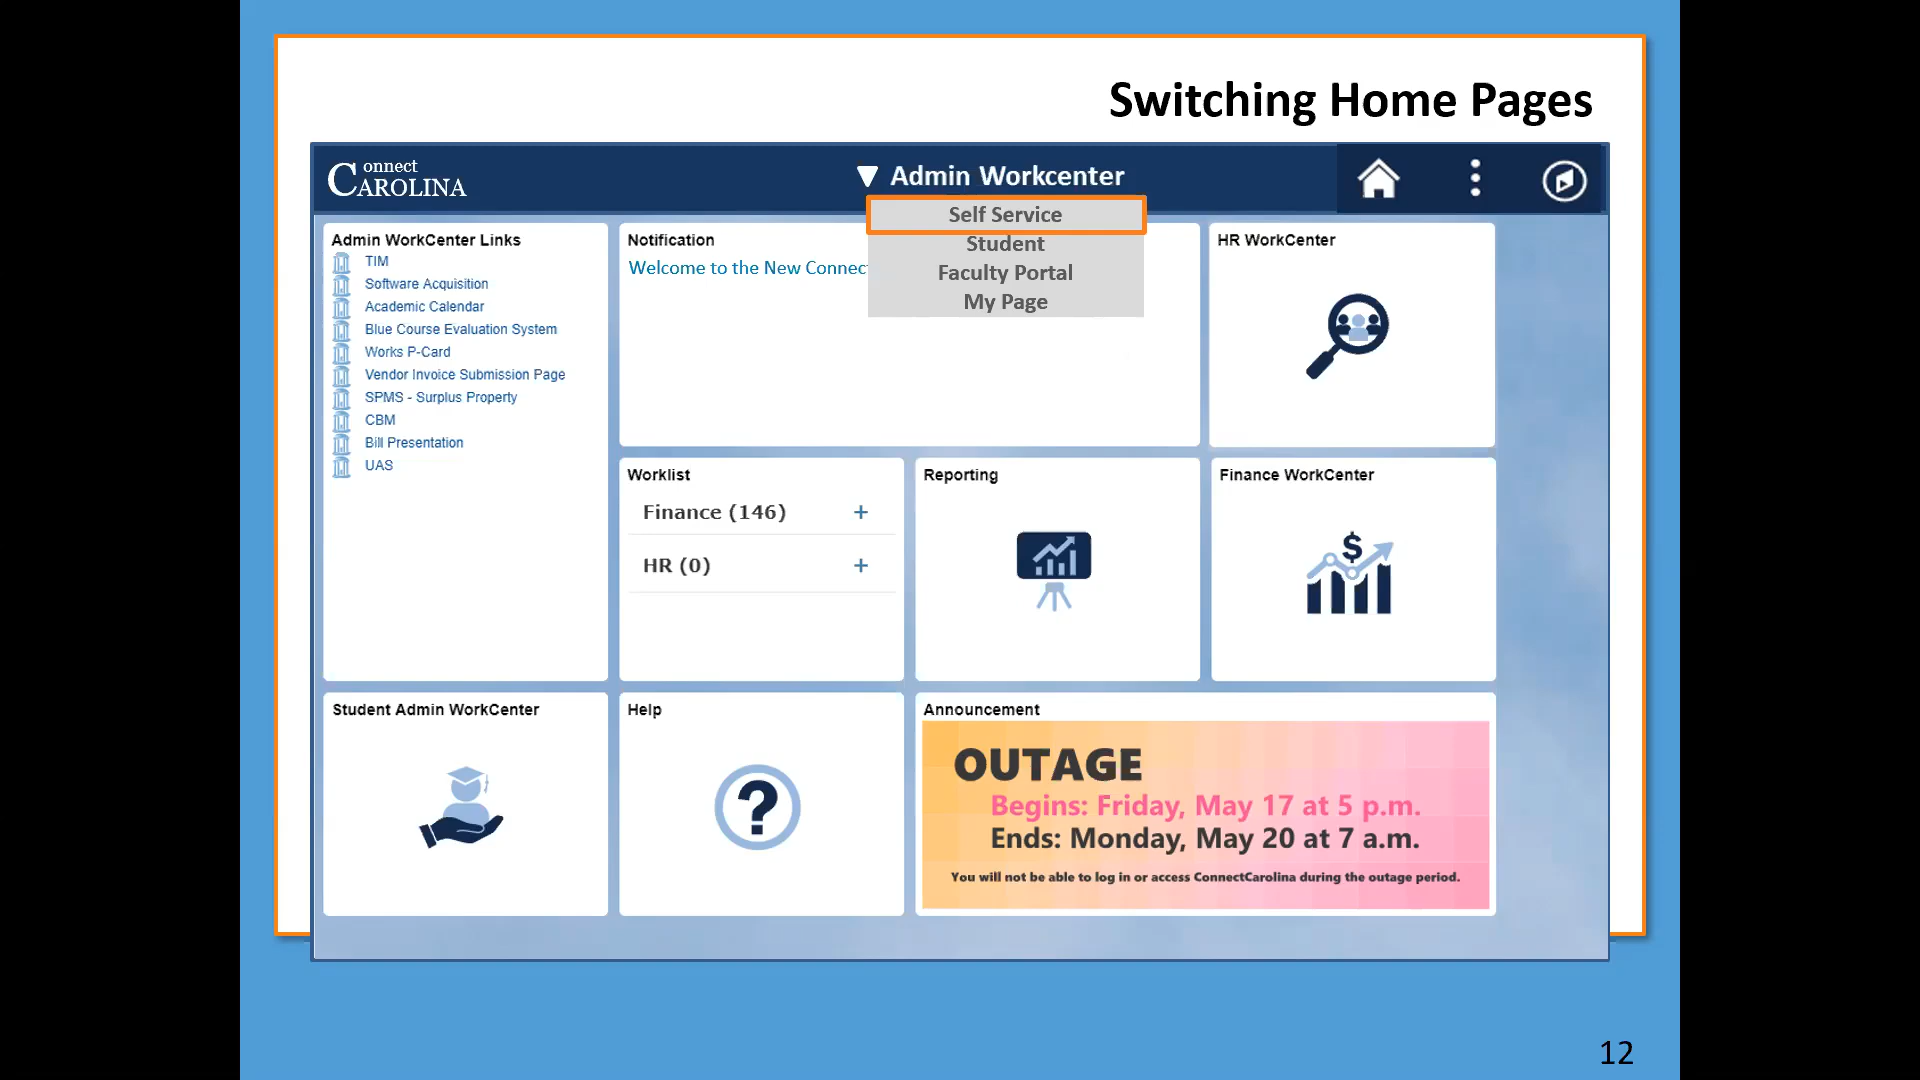 Switching Home Pages
Connect
CAROLINA
Admin Workcenter
Self Service
Student
Faculty Portal
My Page
Admin WorkCenter Links
TIM
Software Acquisition
Academic Calendar
Blue Course Evaluation System
Works P-Card
Vendor Invoice Submission Page
SPMS - Surplus Property
CBM
Bill Presentation
UAS
Notification
Welcome to the New Connec
HR WorkCenter
Worklist
Finance (146) +
HR (0) +
Reporting
Finance WorkCenter
$
Student Admin WorkCenter
Help
?
Announcement
OUTAGE
Begins: Friday, May 17 at 5 p.m.
Ends: Monday, May 20 at 7 a.m.
You will not be able to log in or access ConnectCarolina during the outage period.
12